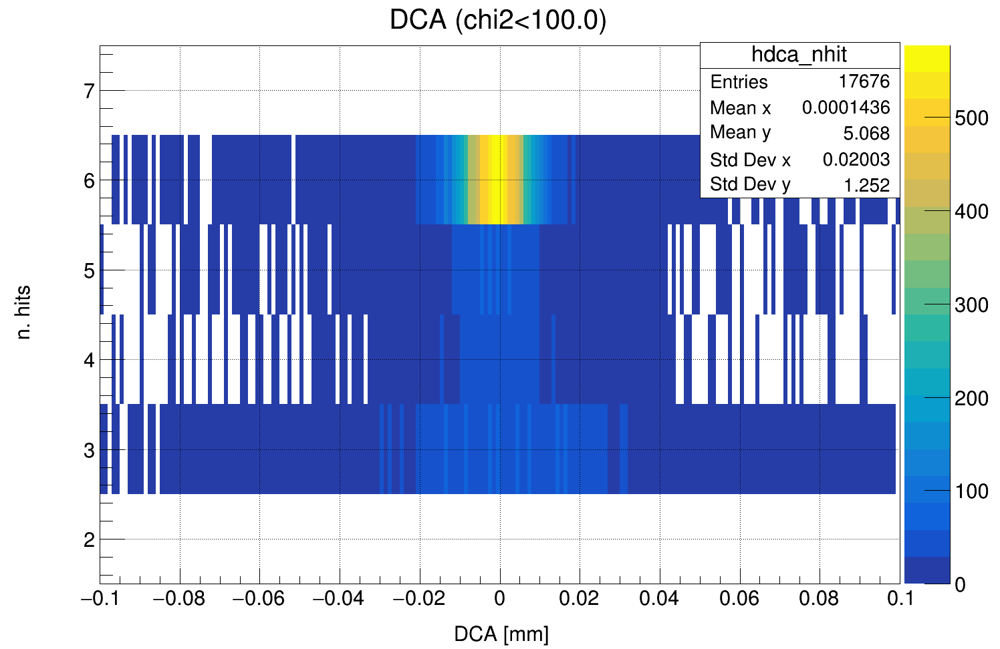 DCA (chi2<100.0)
hdca_nhit
Entries 17676
Mean x 0.0001436
Mean y 5.068
Std Dev x 0.02003
Std Dev y 1.252
7
6
5
4
3
2
n. hits
500
400
300
200
100
0
−0.1 −0.08 −0.06 −0.04 −0.02 0 0.02 0.04 0.06 0.08 0.1
DCA [mm]